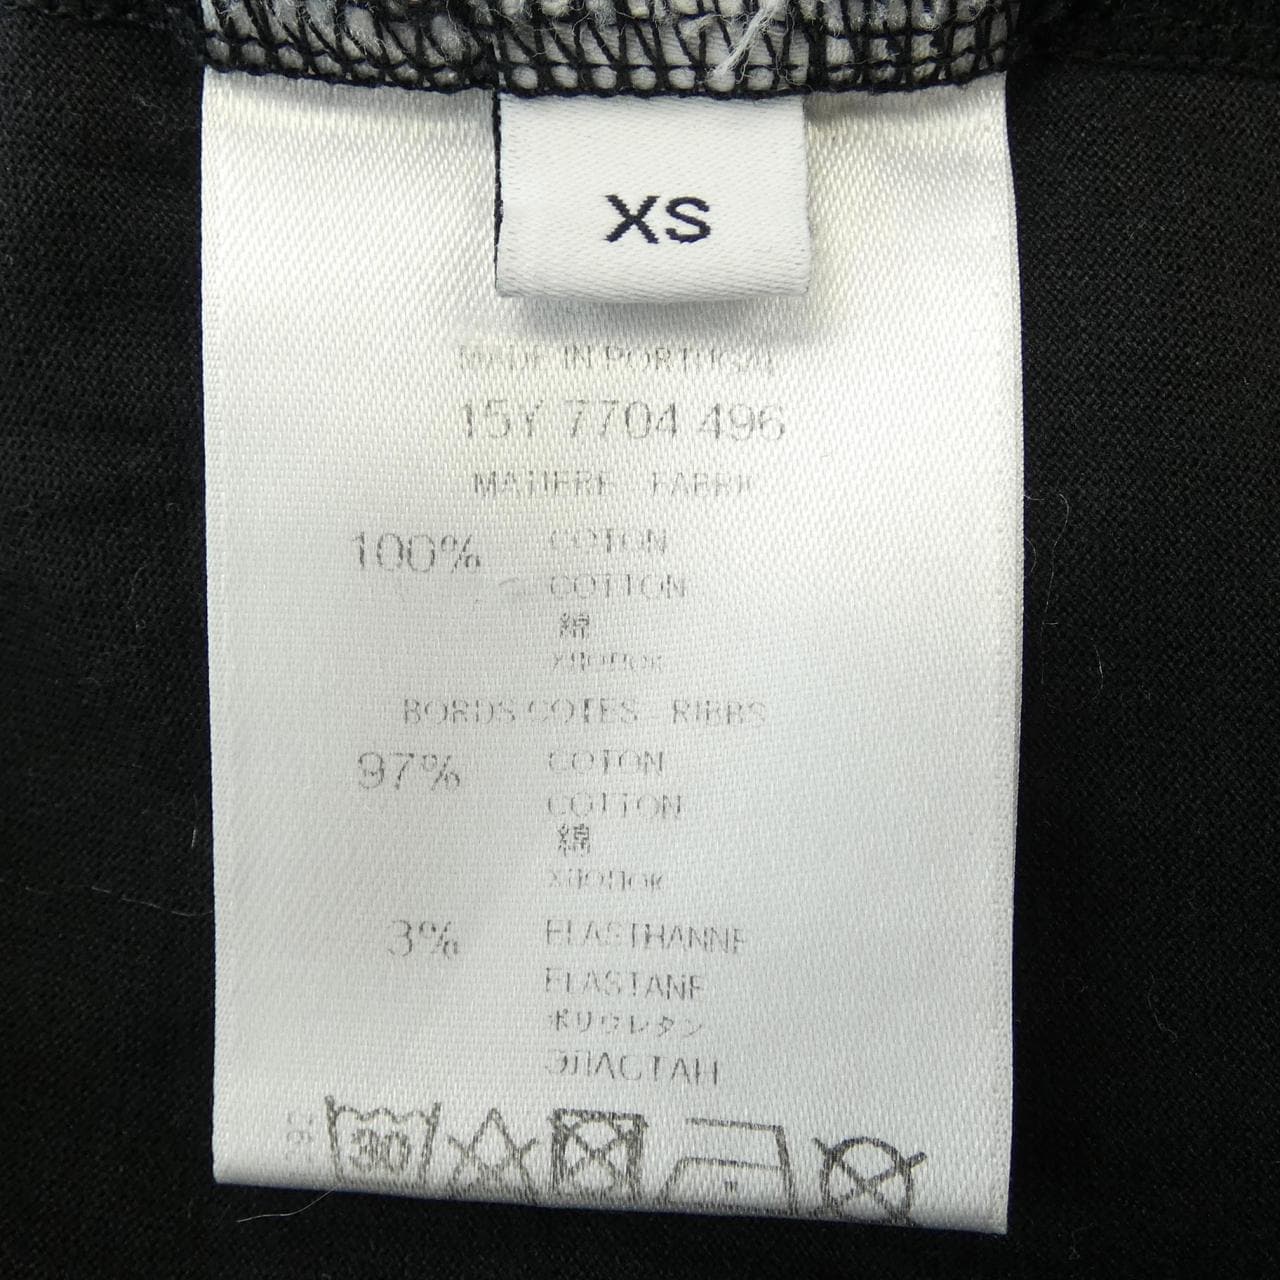 XS
MADE IN PORTUGAL
15Y 7704 496
MATIERE - FABRIC
100% COTON
COTTON
綿
хлопок
BORDS COTES - RIBBS
97% COTON
COTTON
綿
хлопок
3% ELASTHANNE
ELASTANE
ポリウレタン
ЭЛАСТАН
30